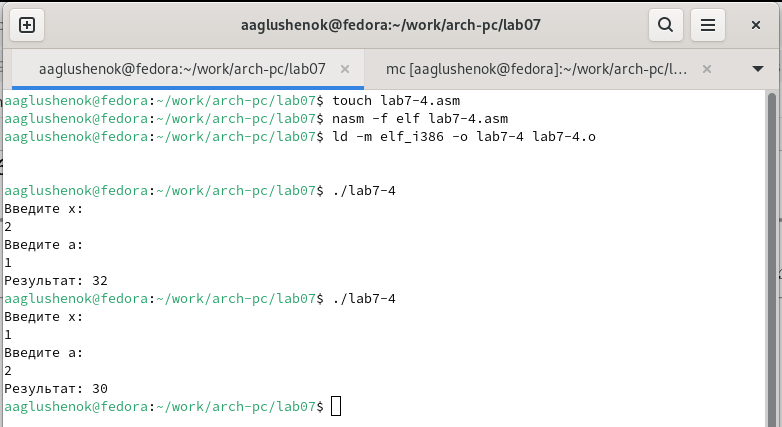 aaglushenok@fedora:~/work/arch-pc/lab07
aaglushenok@fedora:~/work/arch-pc/lab07 × mc [aaglushenok@fedora]:~/work/arch-pc/l... ×
aaglushenok@fedora:~/work/arch-pc/lab07$ touch lab7-4.asm
aaglushenok@fedora:~/work/arch-pc/lab07$ nasm -f elf lab7-4.asm
aaglushenok@fedora:~/work/arch-pc/lab07$ ld -m elf_i386 -o lab7-4 lab7-4.o
aaglushenok@fedora:~/work/arch-pc/lab07$ ./lab7-4
Введите x:
2
Введите a:
1
Результат: 32
aaglushenok@fedora:~/work/arch-pc/lab07$ ./lab7-4
Введите x:
1
Введите a:
2
Результат: 30
aaglushenok@fedora:~/work/arch-pc/lab07$